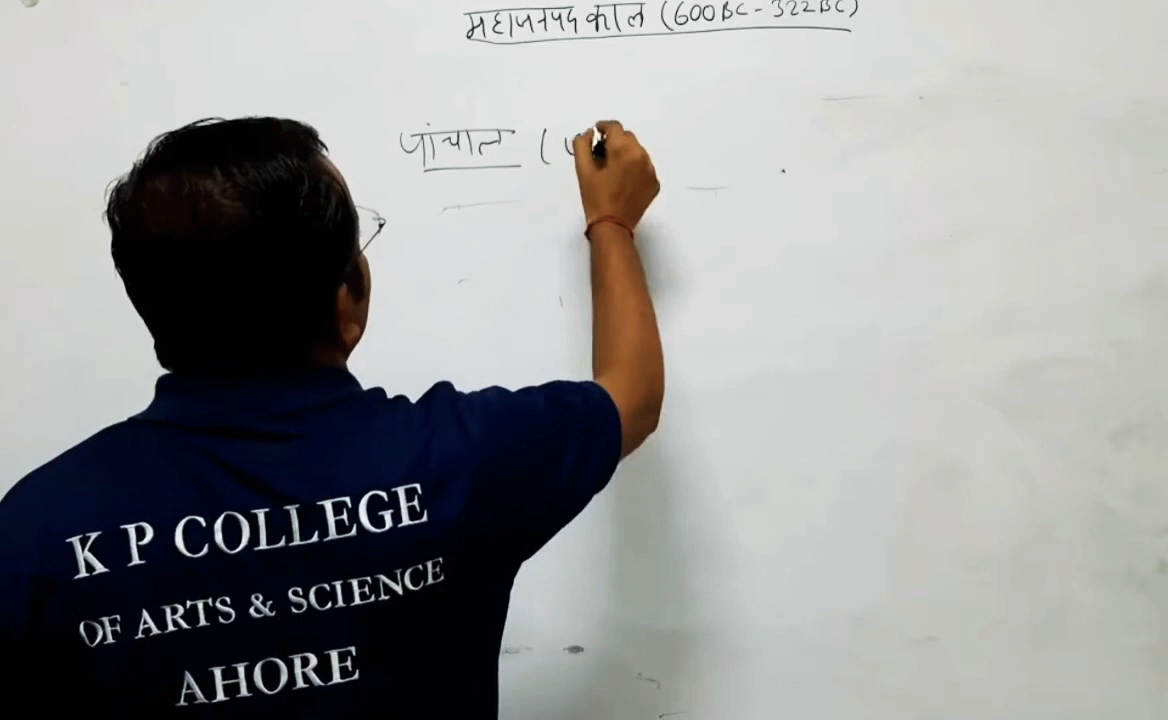 महाजनपद काल (600BC - 322BC)
पांचाल (
K P COLLEGE
OF ARTS & SCIENCE
AHORE